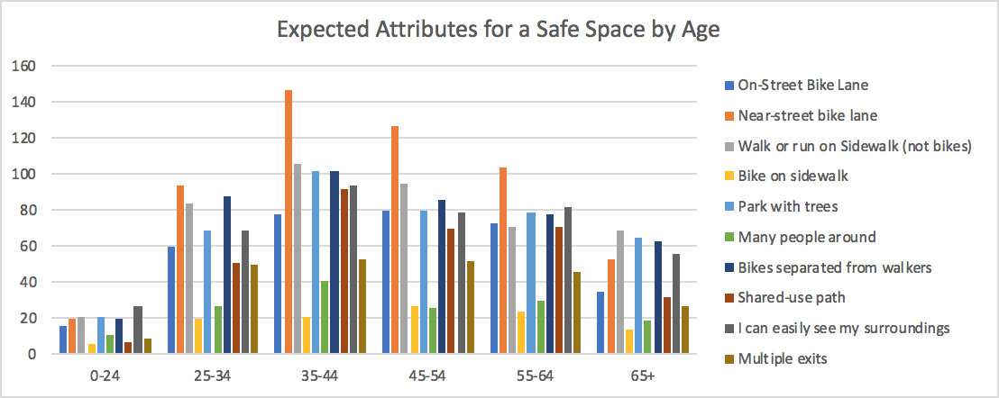 Expected Attributes for a Safe Space by Age
160
140
120
100
80
60
40
20
0
0-24
25-34
35-44
45-54
55-64
65+
On-Street Bike Lane
Near-street bike lane
Walk or run on Sidewalk (not bikes)
Bike on sidewalk
Park with trees
Many people around
Bikes separated from walkers
Shared-use path
I can easily see my surroundings
Multiple exits